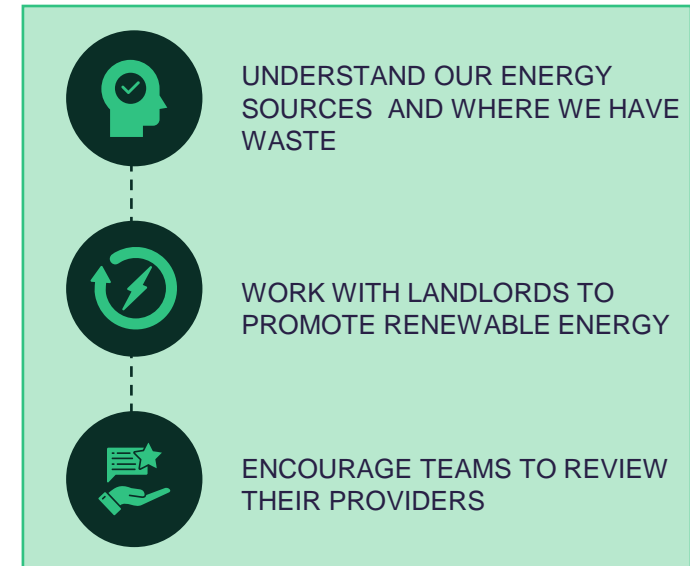 UNDERSTAND OUR ENERGY
SOURCES  AND WHERE WE HAVE
WASTE
WORK WITH LANDLORDS TO
PROMOTE RENEWABLE ENERGY
ENCOURAGE TEAMS TO REVIEW
THEIR PROVIDERS